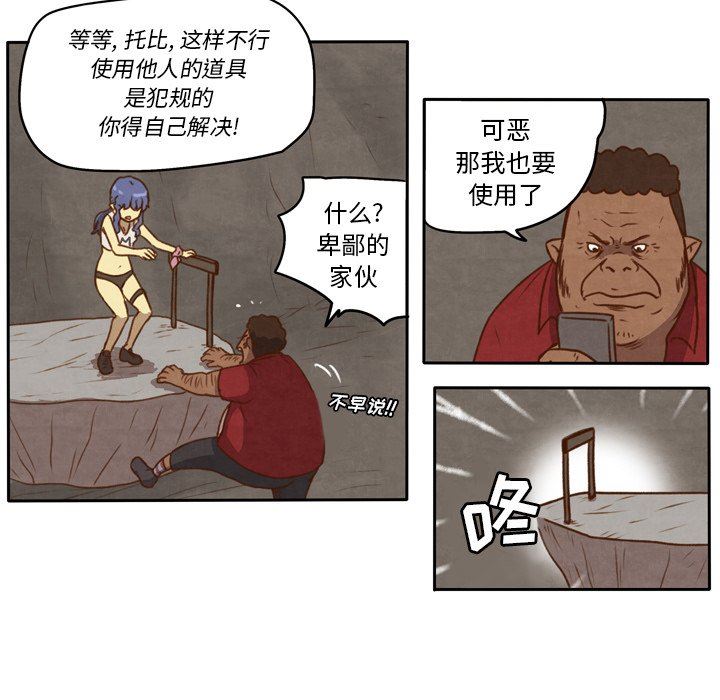 等等, 托比, 这样不行
使用他人的道具
是犯规的
你得自己解决!
什么?
卑鄙的
家伙
不早说!!
可恶
那我也要
使用了
咚